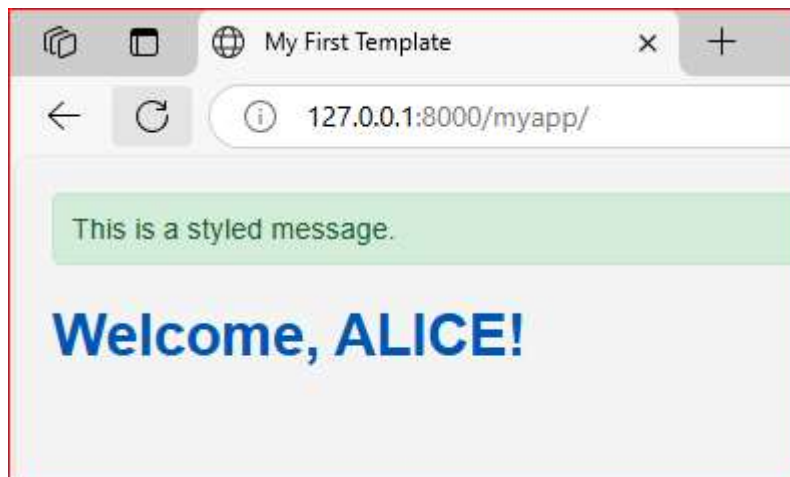 My First Template
127.0.0.1:8000/myapp/
This is a styled message.
Welcome, ALICE!